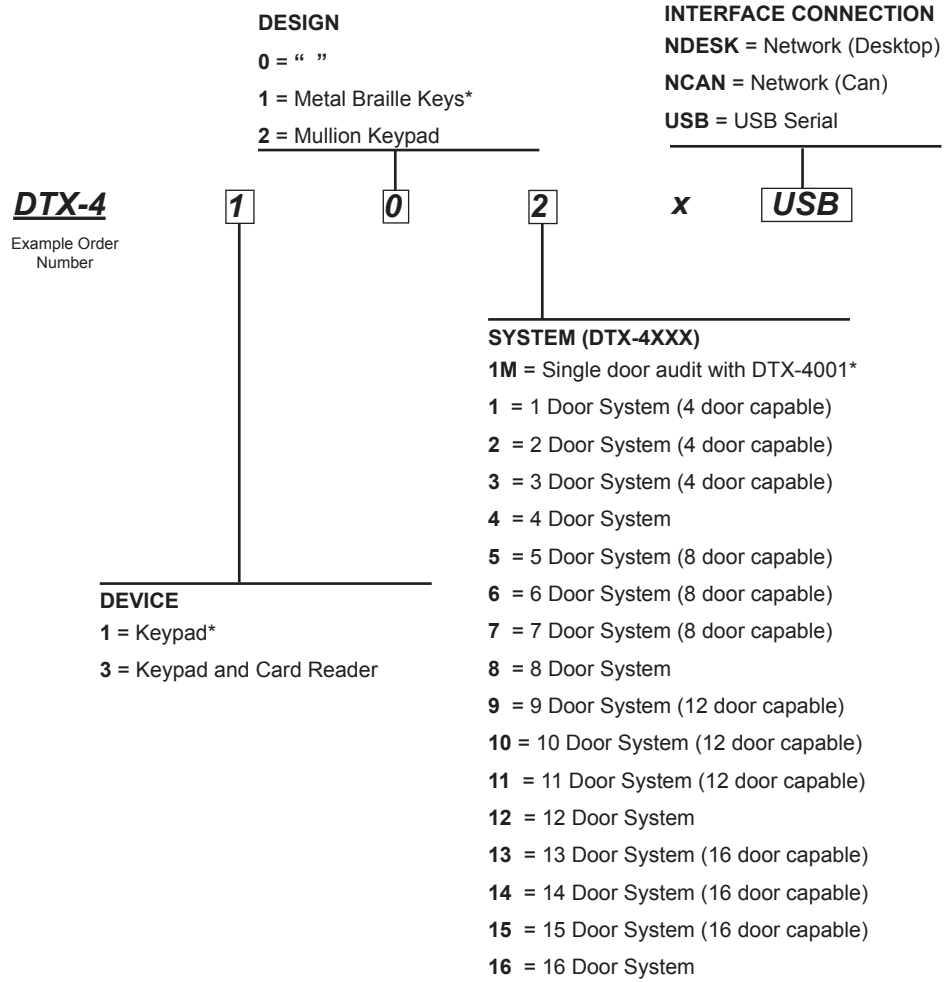 DESIGN
0 = “ ”
1 = Metal Braille Keys*
2 = Mullion Keypad
INTERFACE CONNECTION
NDESK = Network (Desktop)
NCAN = Network (Can)
USB = USB Serial
DTX-4 1 0 2 x USB
Example Order
Number
SYSTEM (DTX-4XXX)
1M = Single door audit with DTX-4001*
1 = 1 Door System (4 door capable)
2 = 2 Door System (4 door capable)
3 = 3 Door System (4 door capable)
4 = 4 Door System
5 = 5 Door System (8 door capable)
6 = 6 Door System (8 door capable)
7 = 7 Door System (8 door capable)
8 = 8 Door System
9 = 9 Door System (12 door capable)
10 = 10 Door System (12 door capable)
11 = 11 Door System (12 door capable)
12 = 12 Door System
13 = 13 Door System (16 door capable)
14 = 14 Door System (16 door capable)
15 = 15 Door System (16 door capable)
16 = 16 Door System
DEVICE
1 = Keypad*
3 = Keypad and Card Reader